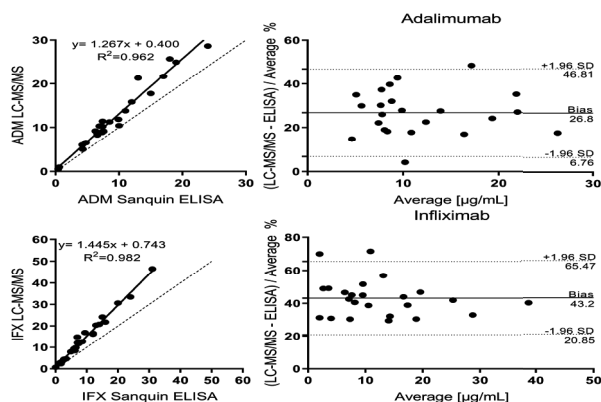 Adalimumab
y= 1.267x + 0.400
R²=0.962
ADM LC-MS/MS
30
20
10
0
0
10
20
30
ADM Sanquin ELISA
(LC-MS/MS - ELISA) / Average %
80
60
40
20
0
+1.96 SD
46.81
Bias
26.8
-1.96 SD
6.76
0
10
20
30
Average [µg/mL]
Infliximab
y= 1.445x + 0.743
R²=0.982
IFX LC-MS/MS
60
50
40
30
20
10
0
0
10
20
30
40
50
60
IFX Sanquin ELISA
(LC-MS/MS - ELISA) / Average %
80
60
40
20
0
+1.96 SD
65.47
Bias
43.2
-1.96 SD
20.85
0
10
20
30
40
Average [µg/mL]